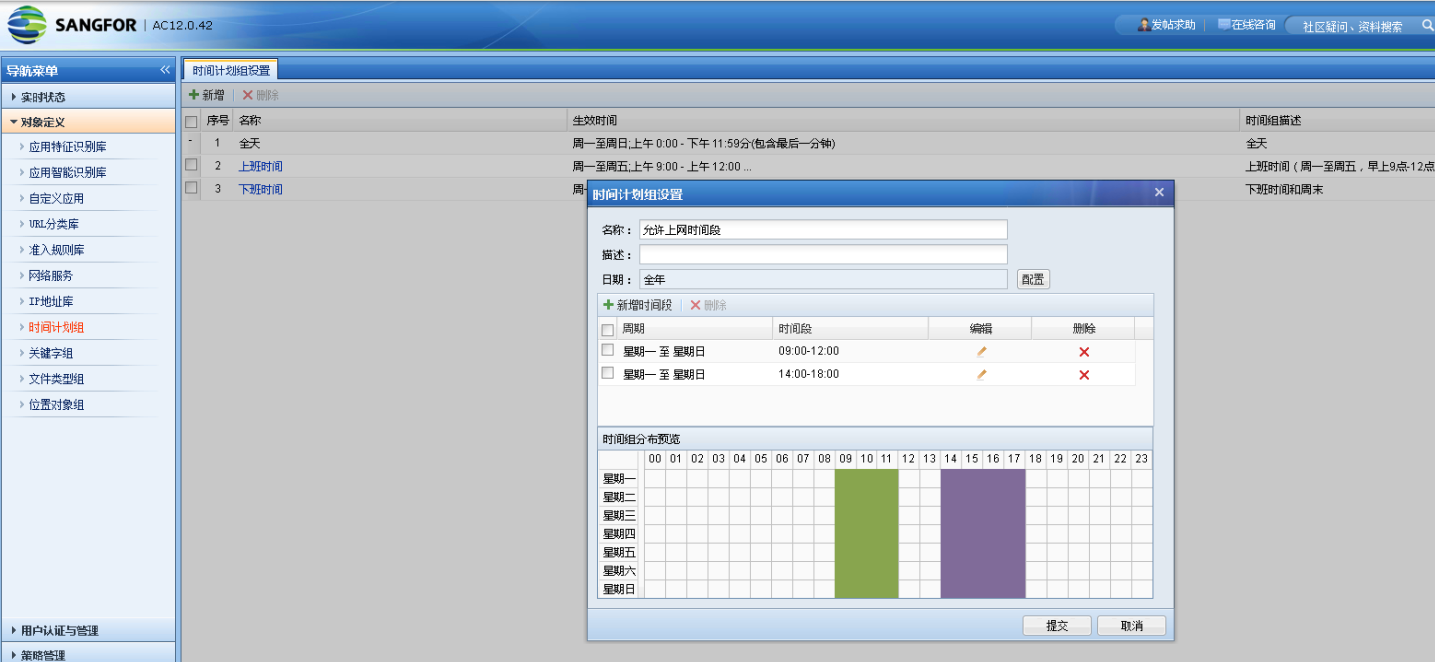 SANGFOR | AC12.0.42
发帖求助 在线咨询 社区疑问、资料搜索
导航菜单
实时状态
对象定义
应用特征识别库
应用智能识别库
自定义应用
URL分类库
准入规则库
网络服务
IP地址库
时间计划组
关键字组
文件类型组
位置对象组
用户认证与管理
策略管理
时间计划组设置
新增 删除
序号 名称 生效时间 时间组描述
- 1 全天 周一至周日;上午 0:00 - 下午 11:59分(包含最后一分钟) 全天
2 上班时间 周一至周五;上午 9:00 - 上午 12:00 ... 上班时间 ( 周一至周五，早上9点-12点
3 下班时间 周一 下班时间和周末
时间计划组设置
名称： 允许上网时间段
描述：
日期： 全年 配置
新增时间段 删除
周期 时间段 编辑 删除
星期一 至 星期日 09:00-12:00
星期一 至 星期日 14:00-18:00
时间组分布预览
00 01 02 03 04 05 06 07 08 09 10 11 12 13 14 15 16 17 18 19 20 21 22 23
星期一
星期二
星期三
星期四
星期五
星期六
星期日
提交 取消